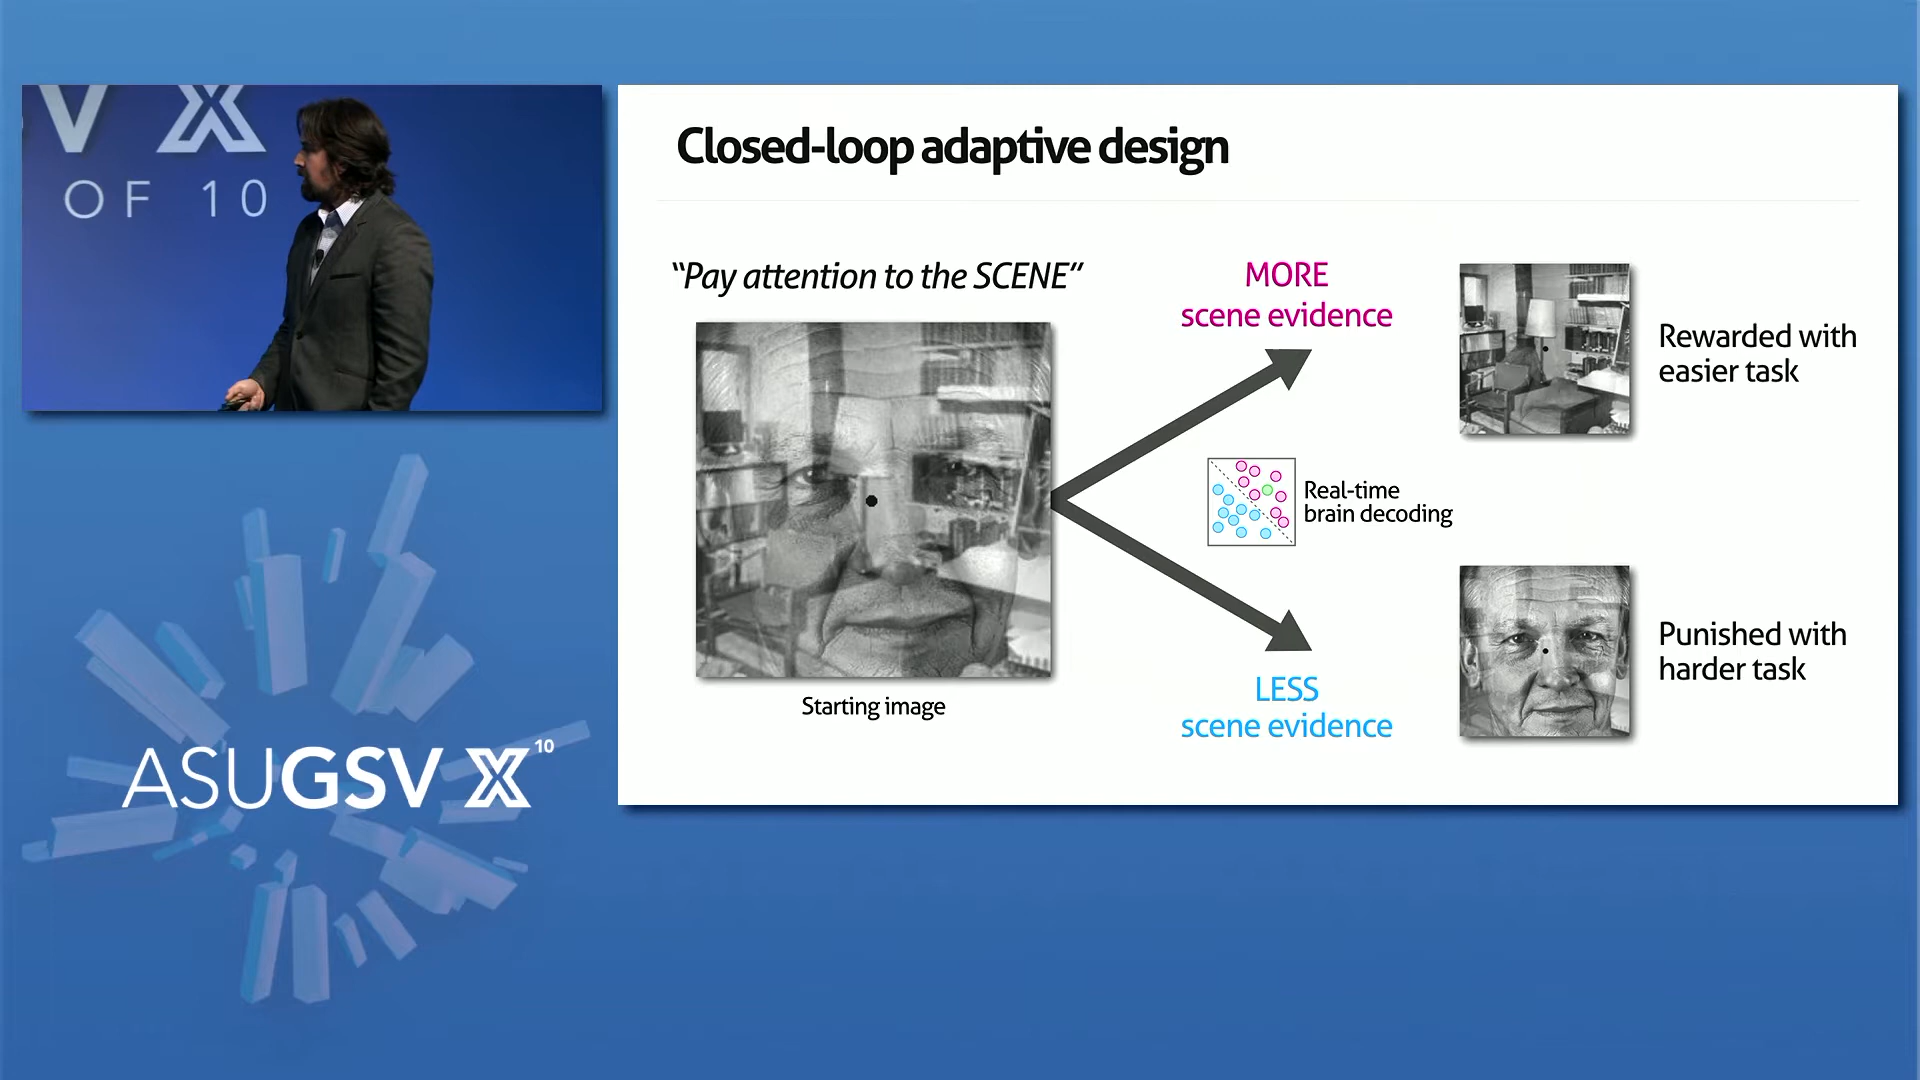 V X
OF 10
ASUGSV X10
Closed-loop adaptive design
“Pay attention to the SCENE”
Starting image
MORE
scene evidence
Real-time
brain decoding
LESS
scene evidence
Rewarded with
easier task
Punished with
harder task